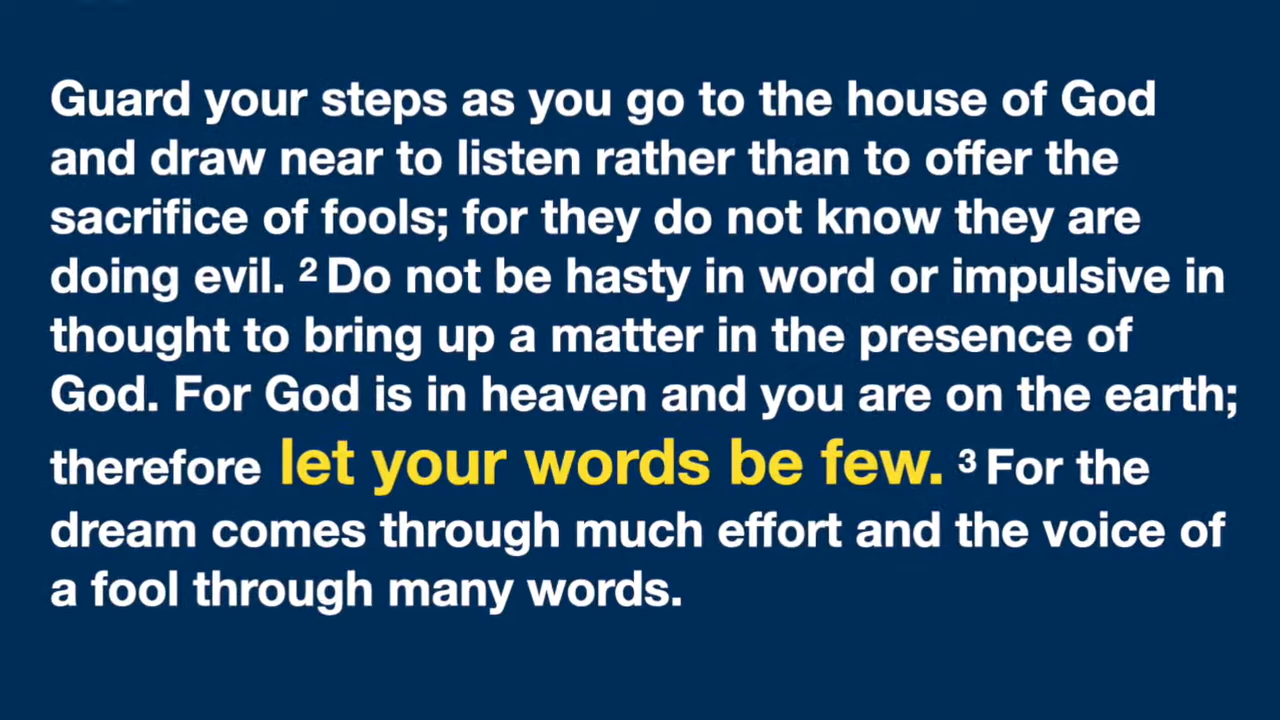 Guard your steps as you go to the house of God
and draw near to listen rather than to offer the
sacrifice of fools; for they do not know they are
doing evil. ² Do not be hasty in word or impulsive in
thought to bring up a matter in the presence of
God. For God is in heaven and you are on the earth;
therefore let your words be few. ³ For the
dream comes through much effort and the voice of
a fool through many words.